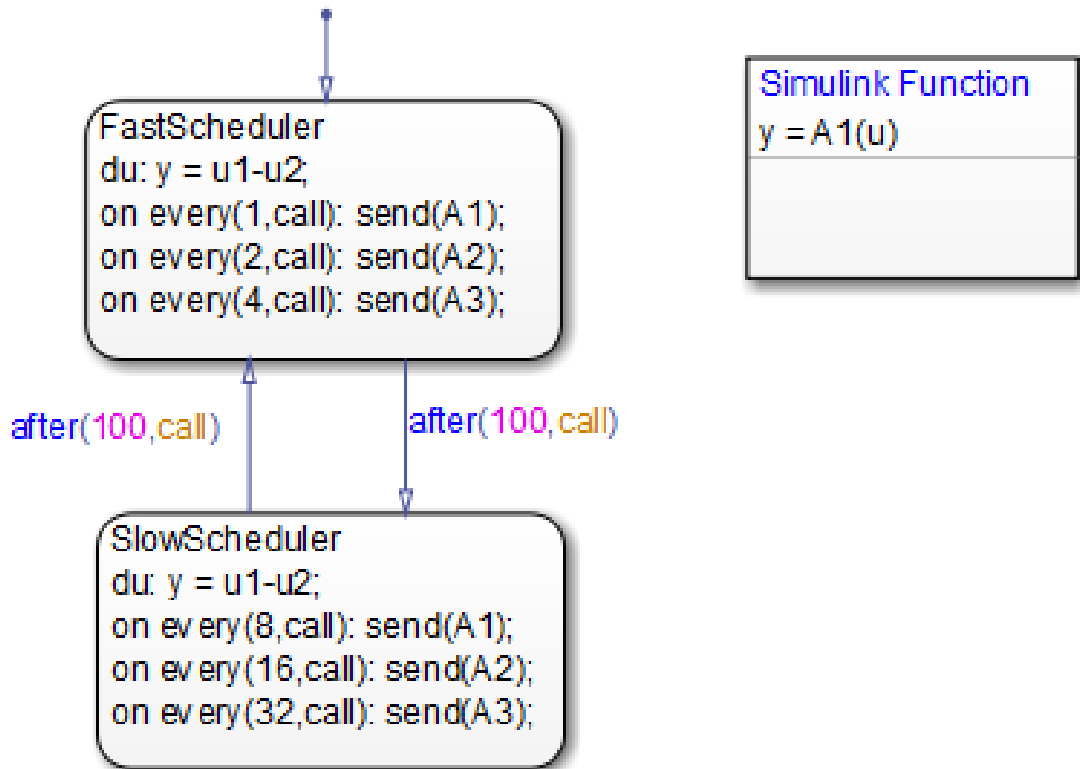 FastScheduler
du: y = u1-u2;
on every(1,call): send(A1);
on every(2,call): send(A2);
on every(4,call): send(A3);
Simulink Function
y = A1(u)
after(100,call)
after(100,call)
SlowScheduler
du: y = u1-u2;
on every(8,call): send(A1);
on every(16,call): send(A2);
on every(32,call): send(A3);